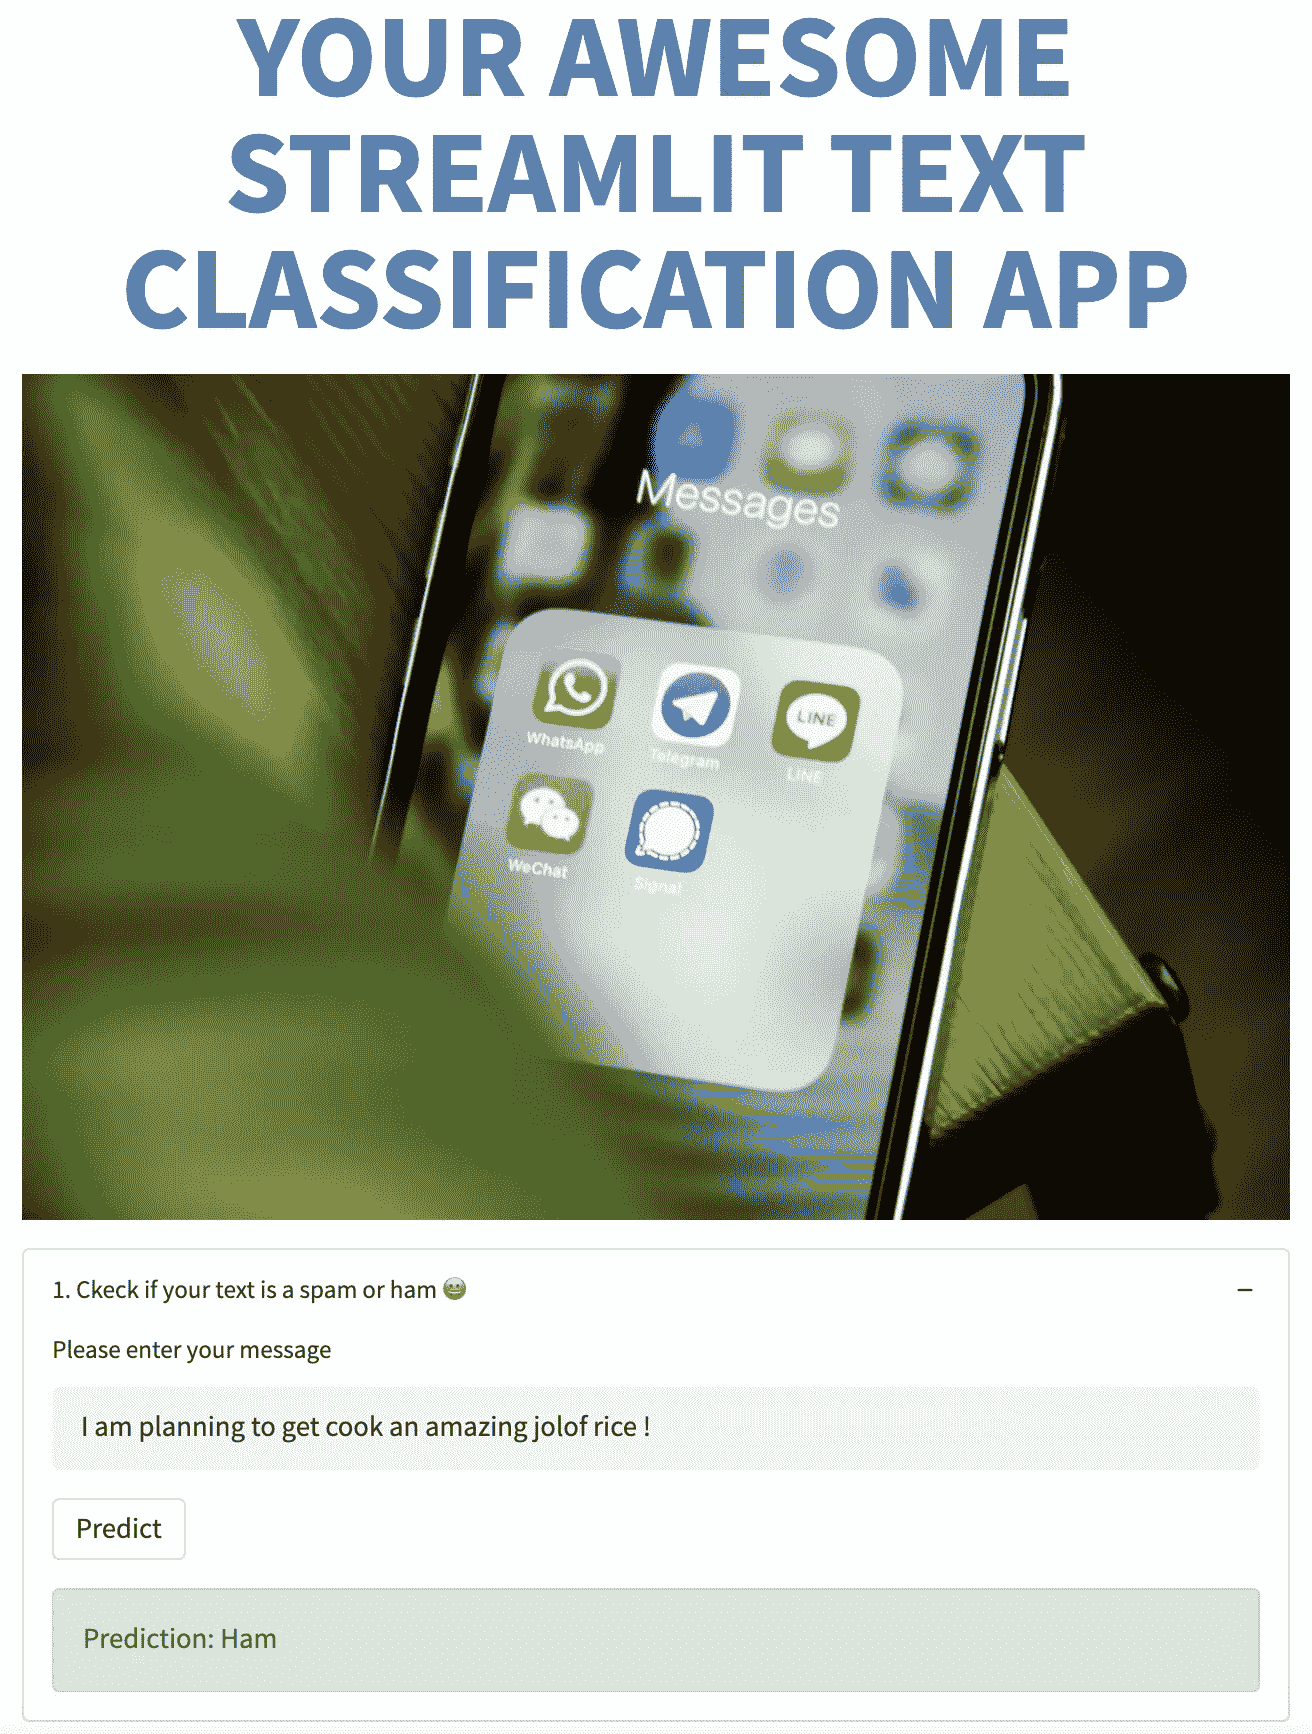 YOUR AWESOME
STREAMLIT TEXT
CLASSIFICATION APP
Messages
WhatsApp
Telegram
LINE
LINE
WeChat
Signal
1. Ckeck if your text is a spam or ham 😀
Please enter your message
I am planning to get cook an amazing jolof rice !
Predict
Prediction: Ham